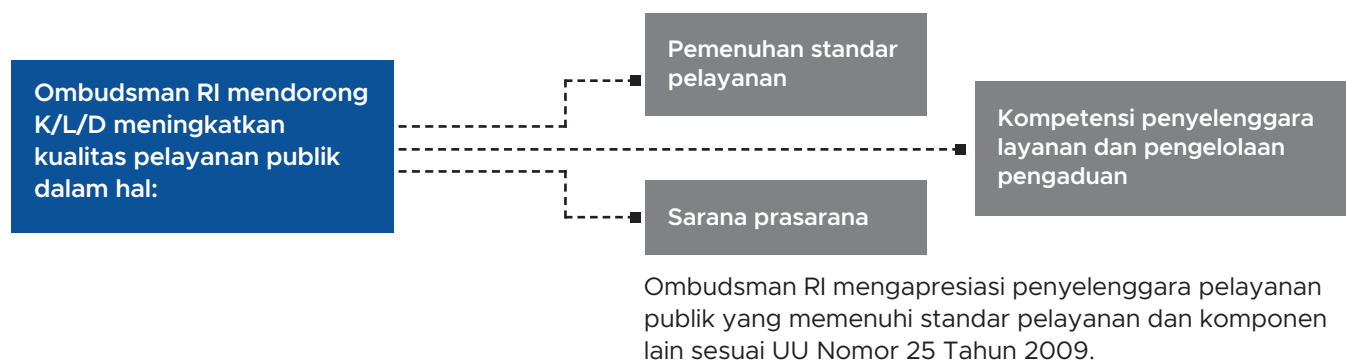 Ombudsman RI mendorong
K/L/D meningkatkan
kualitas pelayanan publik
dalam hal:
Pemenuhan standar
pelayanan
Kompetensi penyelenggara
layanan dan pengelolaan
pengaduan
Sarana prasarana
Ombudsman RI mengapresiasi penyelenggara pelayanan
publik yang memenuhi standar pelayanan dan komponen
lain sesuai UU Nomor 25 Tahun 2009.